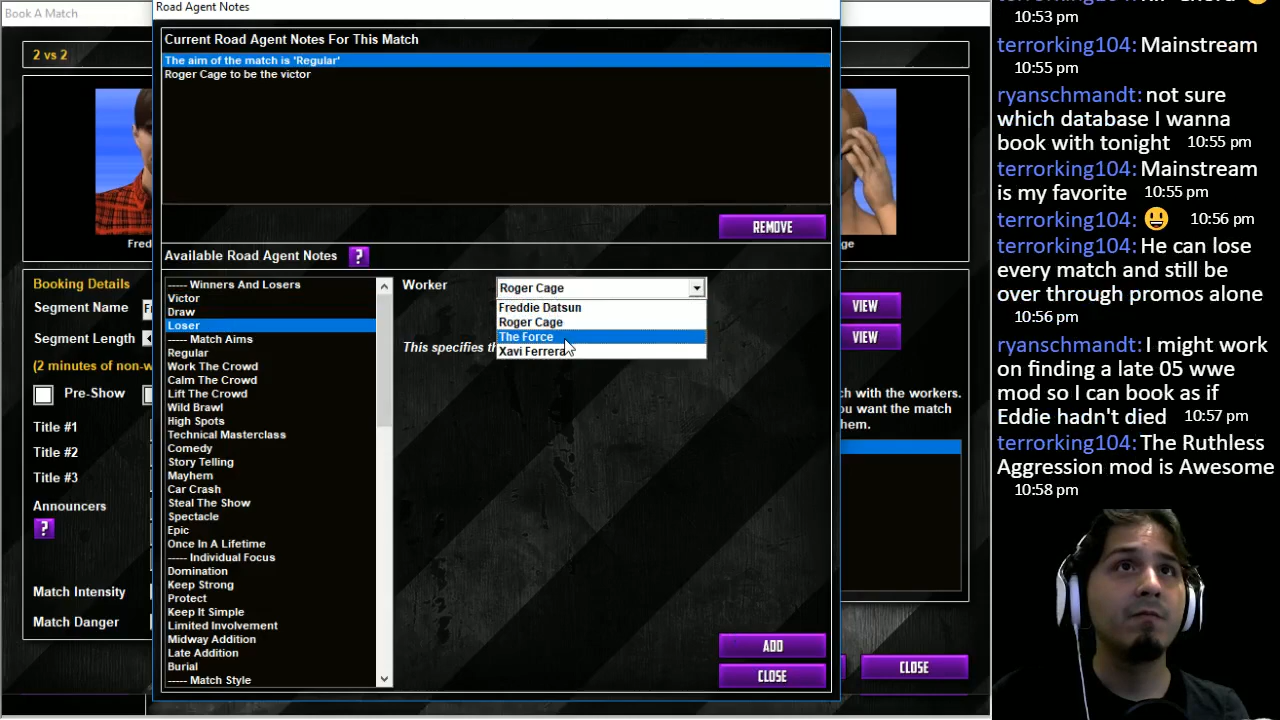 Book A Match
Road Agent Notes
2 vs 2
Current Road Agent Notes For This Match
The aim of the match is 'Regular'
Roger Cage to be the victor
REMOVE
Available Road Agent Notes ?
----- Winners And Losers
Victor
Draw
Loser
----- Match Aims
Regular
Work The Crowd
Calm The Crowd
Lift The Crowd
Wild Brawl
High Spots
Technical Masterclass
Comedy
Story Telling
Mayhem
Car Crash
Steal The Show
Spectacle
Epic
Once In A Lifetime
----- Individual Focus
Domination
Keep Strong
Protect
Keep It Simple
Limited Involvement
Midway Addition
Late Addition
Burial
----- Match Style
Worker
Roger Cage
Freddie Datsun
Roger Cage
The Force
Xavi Ferrera
This specifies th
ADD
CLOSE
Fred
ge
Booking Details
Segment Name Fr
Segment Length
(2 minutes of non-w
Pre-Show
Title #1
Title #2
Title #3
Announcers
?
Match Intensity
Match Danger
VIEW
VIEW
ch with the workers.
ou want the match
hem.
CLOSE
10:53 pm
terrorking104: Mainstream
10:55 pm
ryanschmandt: not sure
which database I wanna
book with tonight 10:55 pm
terrorking104: Mainstream
is my favorite 10:55 pm
terrorking104: 😃 10:56 pm
terrorking104: He can lose
every match and still be
over through promos alone
10:56 pm
ryanschmandt: I might work
on finding a late 05 wwe
mod so I can book as if
Eddie hadn't died 10:57 pm
terrorking104: The Ruthless
Aggression mod is Awesome
10:58 pm